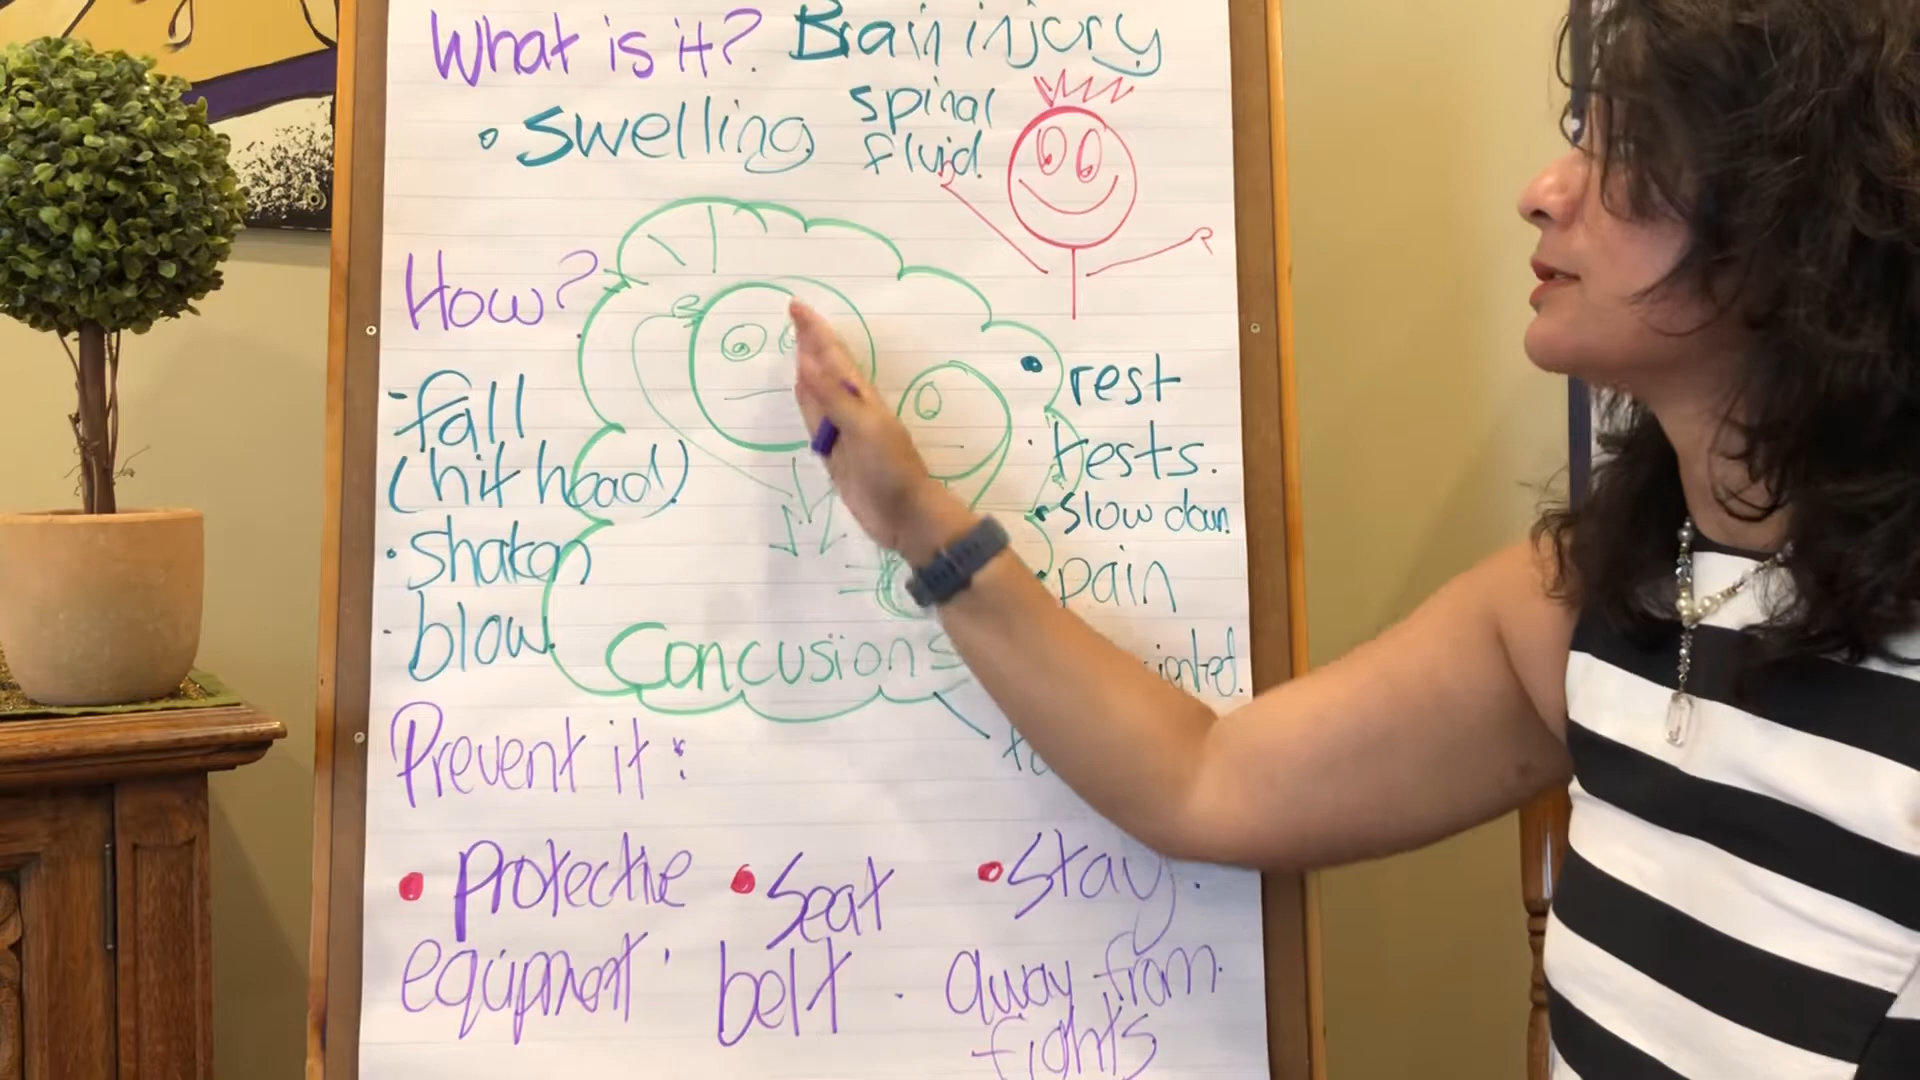 What is it? Brain injury
• swelling spinal fluid.
How?
- fall
(hit head)
• shaken
• blow.
• rest
• tests.
• slow down
• pain
Concusions
Prevent it:
• Protective equipment.
• Seat belt.
• Stay away from fights